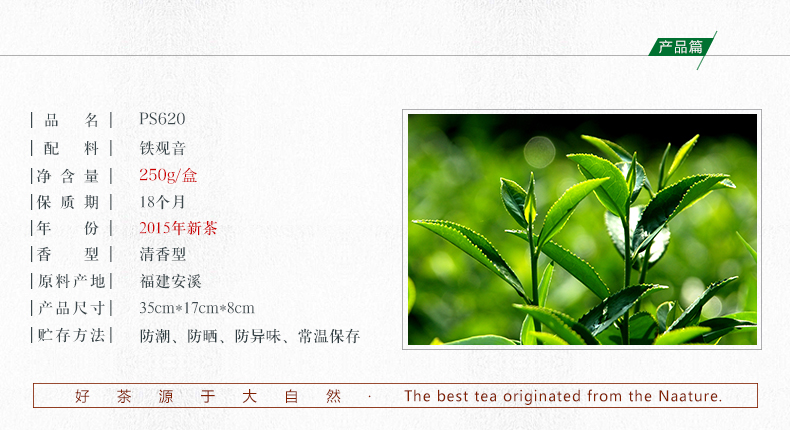 产品篇
品 名 PS620
配 料 铁观音
净 含 量 250g/盒
保 质 期 18个月
年 份 2015年新茶
香 型 清香型
原料产地 福建安溪
产品尺寸 35cm*17cm*8cm
贮存方法 防潮、防晒、防异味、常温保存
好 茶 源 于 大 自 然 · The best tea originated from the Naature.